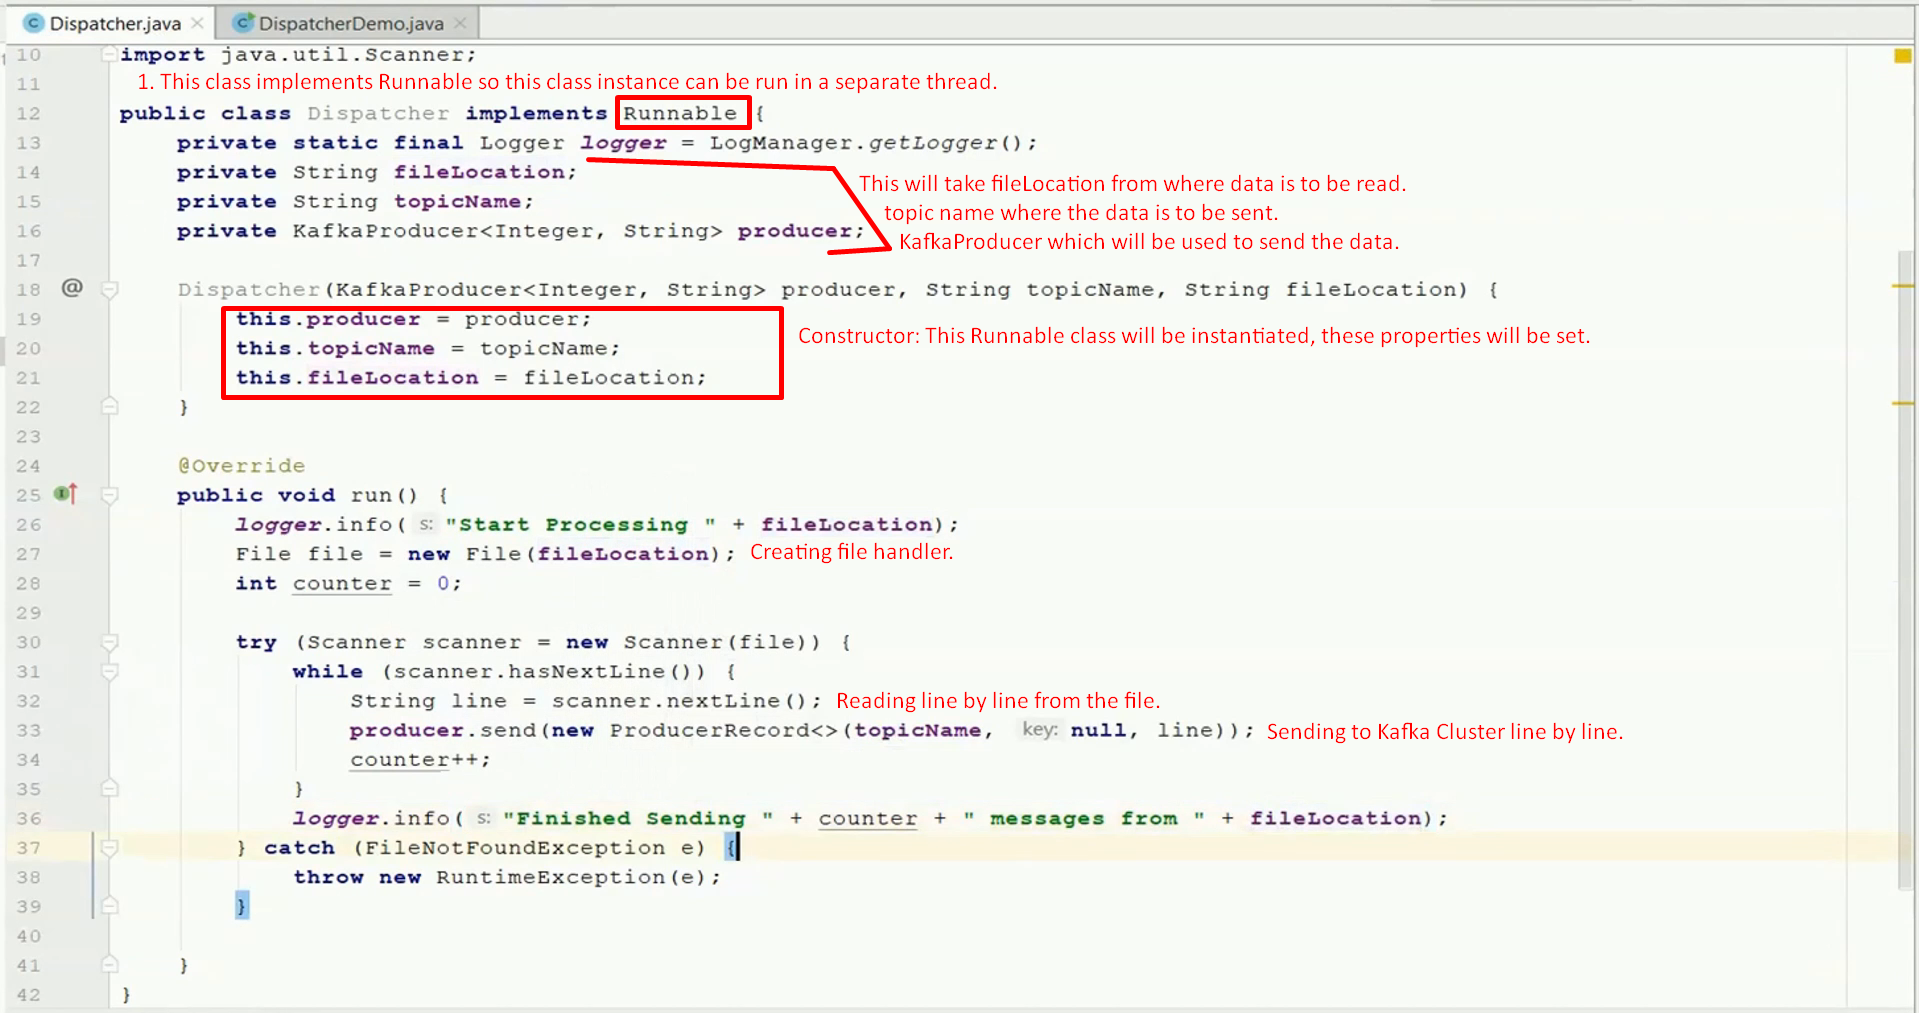 Dispatcher.java × DispatcherDemo.java ×
10 import java.util.Scanner;
11 1. This class implements Runnable so this class instance can be run in a separate thread.
12 public class Dispatcher implements Runnable {
13 private static final Logger logger = LogManager.getLogger();
14 private String fileLocation; This will take fileLocation from where data is to be read.
15 private String topicName; topic name where the data is to be sent.
16 private KafkaProducer<Integer, String> producer; KafkaProducer which will be used to send the data.
17
18 @ Dispatcher(KafkaProducer<Integer, String> producer, String topicName, String fileLocation) {
19 this.producer = producer;
Constructor: This Runnable class will be instantiated, these properties will be set.
20 this.topicName = topicName;
21 this.fileLocation = fileLocation;
22 }
23
24 @Override
25 public void run() {
26 logger.info( s: "Start Processing " + fileLocation);
27 File file = new File(fileLocation); Creating file handler.
28 int counter = 0;
29
30 try (Scanner scanner = new Scanner(file)) {
31 while (scanner.hasNextLine()) {
32 String line = scanner.nextLine(); Reading line by line from the file.
33 producer.send(new ProducerRecord<>(topicName, key: null, line)); Sending to Kafka Cluster line by line.
34 counter++;
35 }
36 logger.info( s: "Finished Sending " + counter + " messages from " + fileLocation);
37 } catch (FileNotFoundException e) {
38 throw new RuntimeException(e);
39 }
40
41 }
42 }